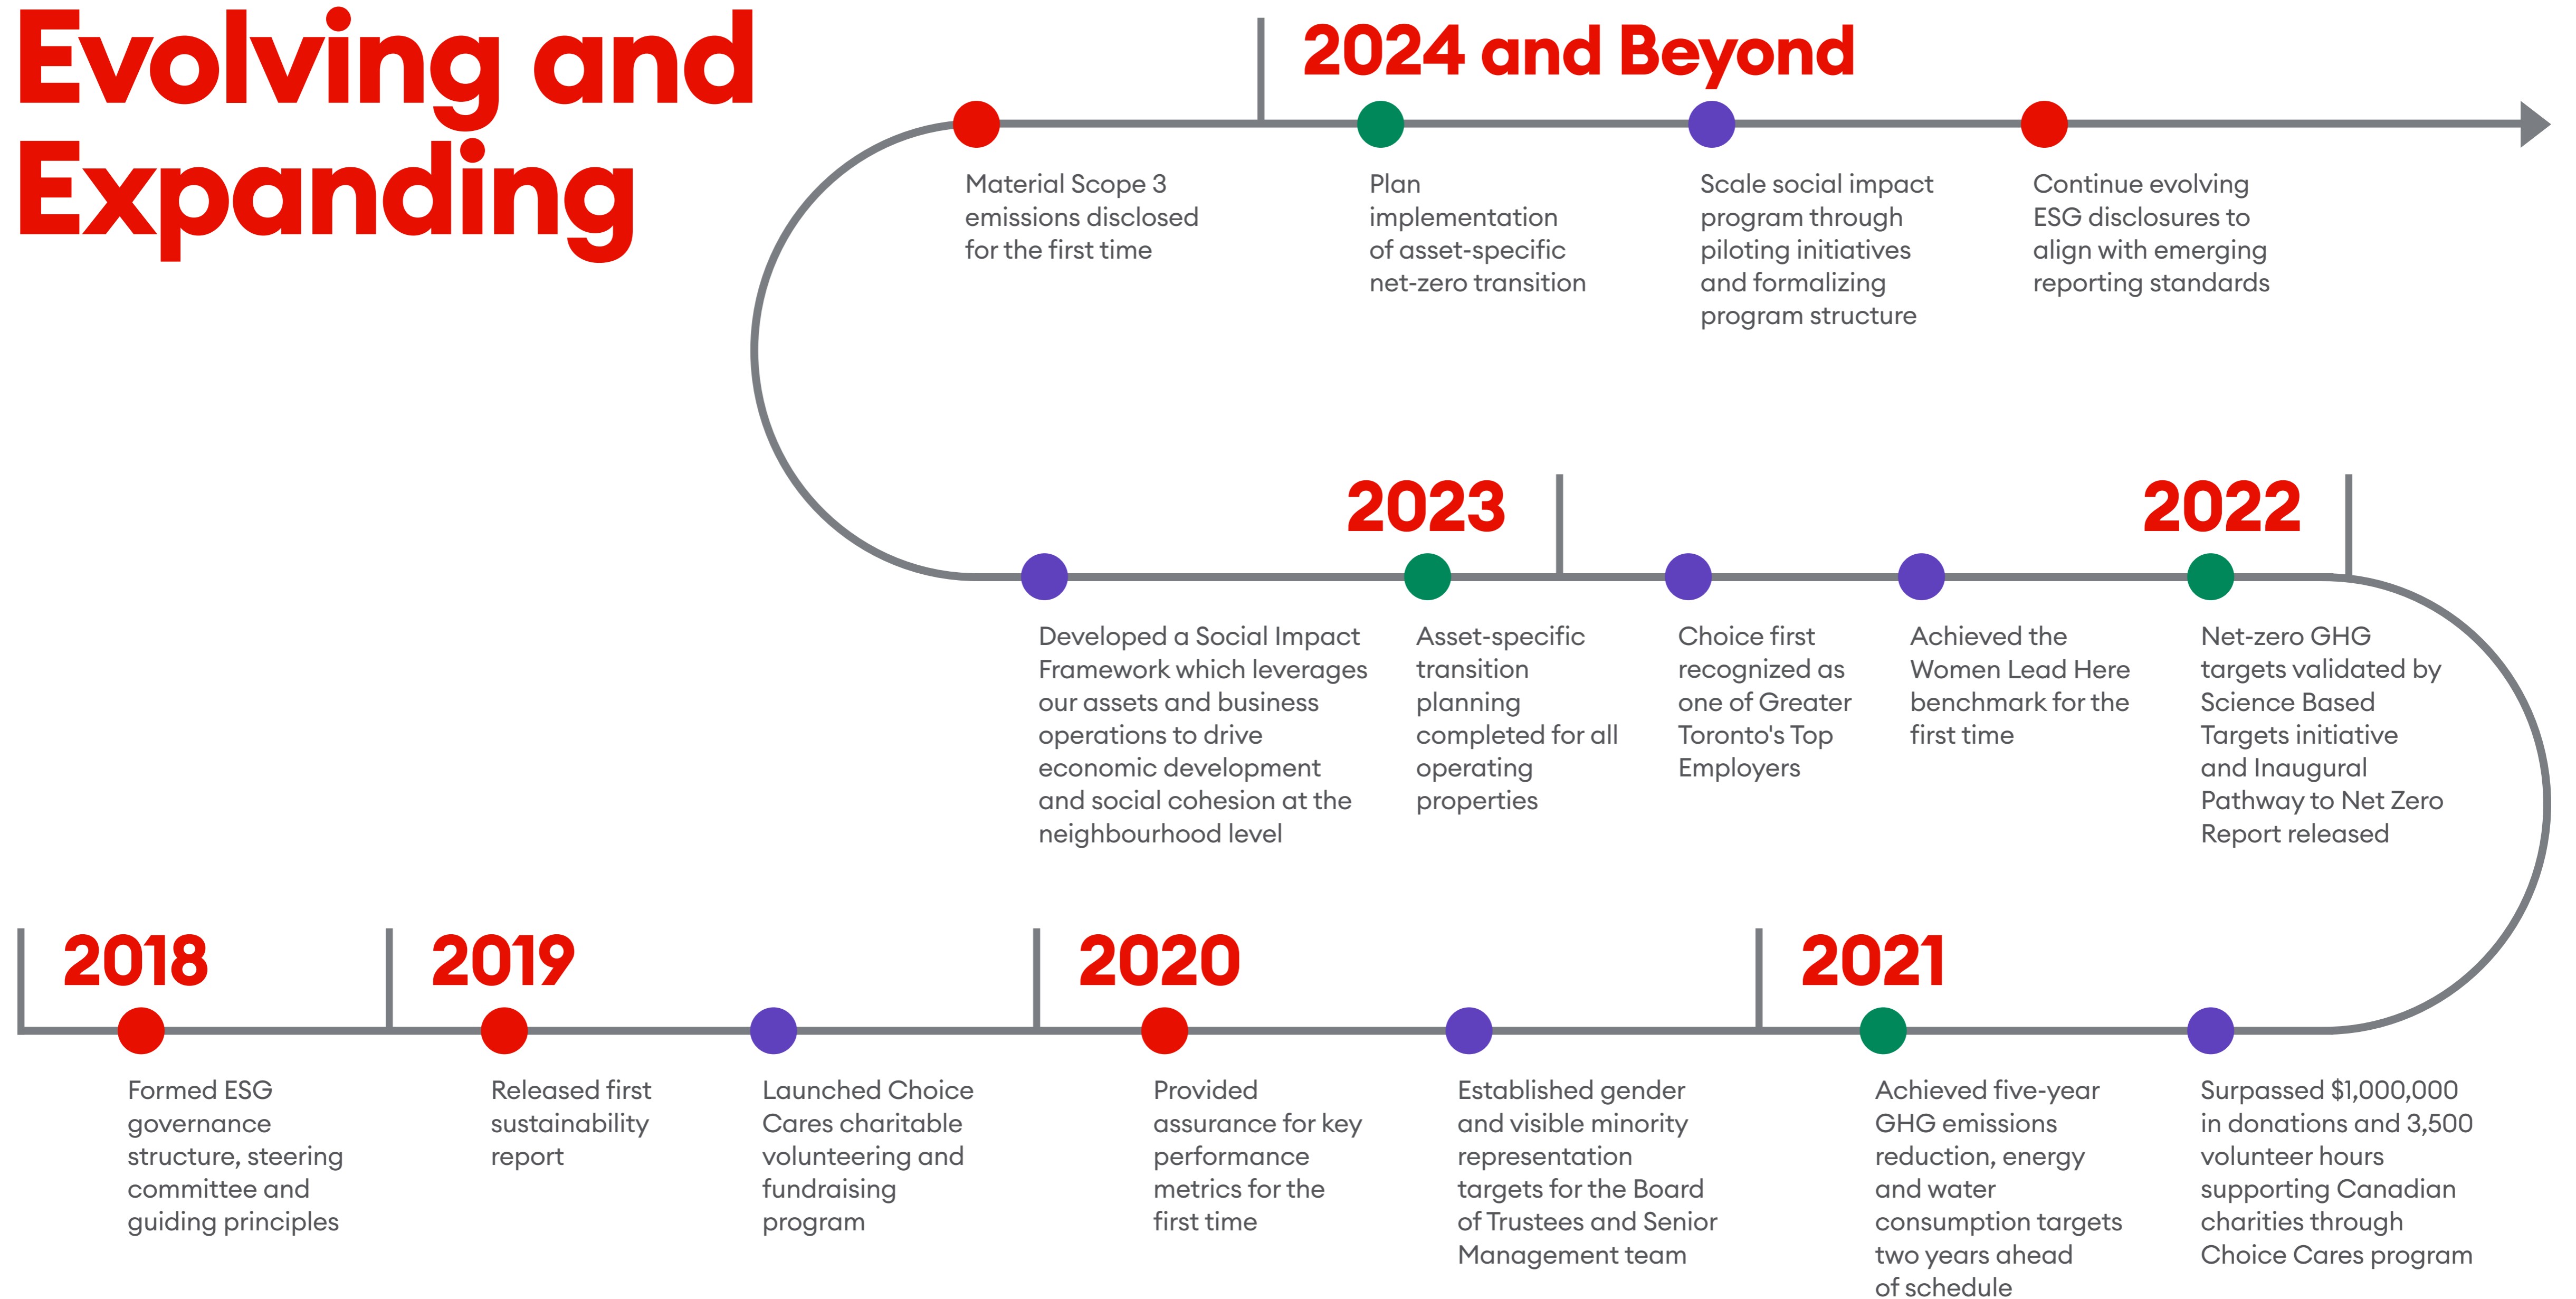 Evolving and
Expanding
2024 and Beyond
Material Scope 3
emissions disclosed
for the first time
Plan
implementation
of asset-specific
net-zero transition
Scale social impact
program through
piloting initiatives
and formalizing
program structure
Continue evolving
ESG disclosures to
align with emerging
reporting standards
2023
2022
Developed a Social Impact
Framework which leverages
our assets and business
operations to drive
economic development
and social cohesion at the
neighbourhood level
Asset-specific
transition
planning
completed for all
operating
properties
Choice first
recognized as
one of Greater
Toronto's Top
Employers
Achieved the
Women Lead Here
benchmark for the
first time
Net-zero GHG
targets validated by
Science Based
Targets initiative
and Inaugural
Pathway to Net Zero
Report released
2018
2019
2020
2021
Formed ESG
governance
structure, steering
committee and
guiding principles
Released first
sustainability
report
Launched Choice
Cares charitable
volunteering and
fundraising
program
Provided
assurance for key
performance
metrics for the
first time
Established gender
and visible minority
representation
targets for the Board
of Trustees and Senior
Management team
Achieved five-year
GHG emissions
reduction, energy
and water
consumption targets
two years ahead
of schedule
Surpassed $1,000,000
in donations and 3,500
volunteer hours
supporting Canadian
charities through
Choice Cares program